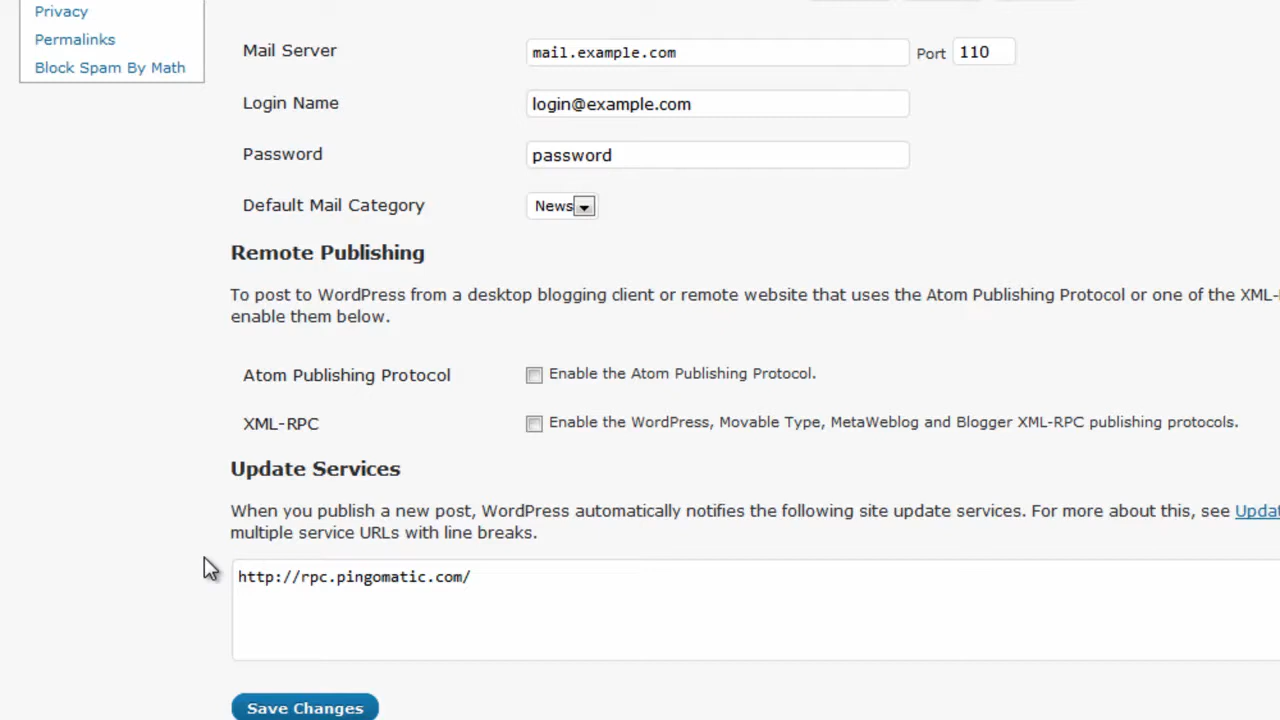 Privacy
Permalinks
Block Spam By Math
Mail Server mail.example.com Port 110
Login Name login@example.com
Password password
Default Mail Category News
Remote Publishing
To post to WordPress from a desktop blogging client or remote website that uses the Atom Publishing Protocol or one of the XML-
enable them below.
Atom Publishing Protocol Enable the Atom Publishing Protocol.
XML-RPC Enable the WordPress, Movable Type, MetaWeblog and Blogger XML-RPC publishing protocols.
Update Services
When you publish a new post, WordPress automatically notifies the following site update services. For more about this, see Updat
multiple service URLs with line breaks.
http://rpc.pingomatic.com/
Save Changes